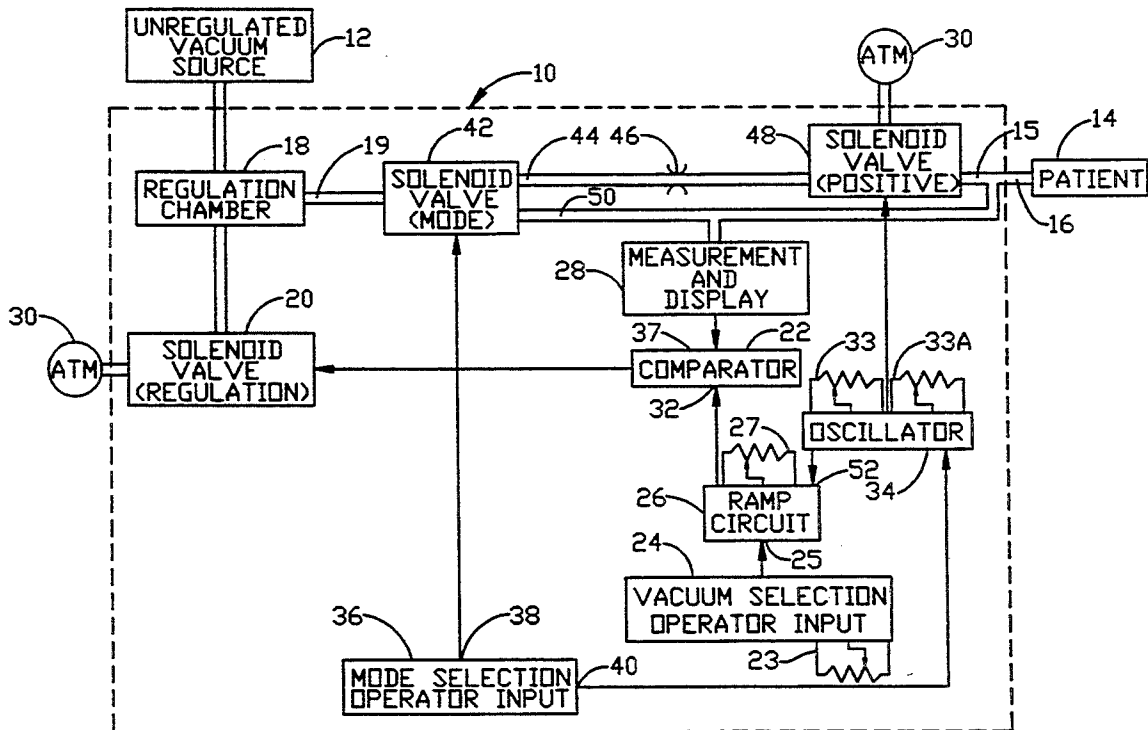 UNREGULATED
VACUUM
SOURCE
12
10
ATM
30
42
44
46
48
SOLENOID
VALVE
(POSITIVE)
15
14
PATIENT
16
18
19
REGULATION
CHAMBER
SOLENOID
VALVE
(MODE)
50
28
MEASUREMENT
AND
DISPLAY
30
ATM
20
SOLENOID
VALVE
(REGULATION)
37
22
COMPARATOR
32
33
33A
OSCILLATOR
34
27
52
26
RAMP
CIRCUIT
25
24
VACUUM SELECTION
OPERATOR INPUT
23
36
38
MODE SELECTION
OPERATOR INPUT
40